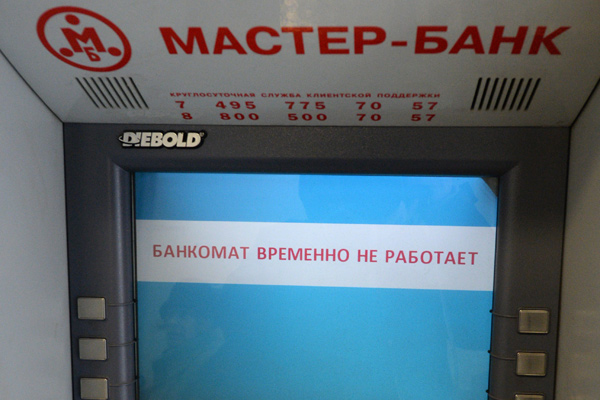 МБ
МАСТЕР-БАНК
КРУГЛОСУТОЧНАЯ СЛУЖБА КЛИЕНТСКОЙ ПОДДЕРЖКИ
7 495 775 70 57
8 800 500 70 57
DIEBOLD
БАНКОМАТ ВРЕМЕННО НЕ РАБОТАЕТ